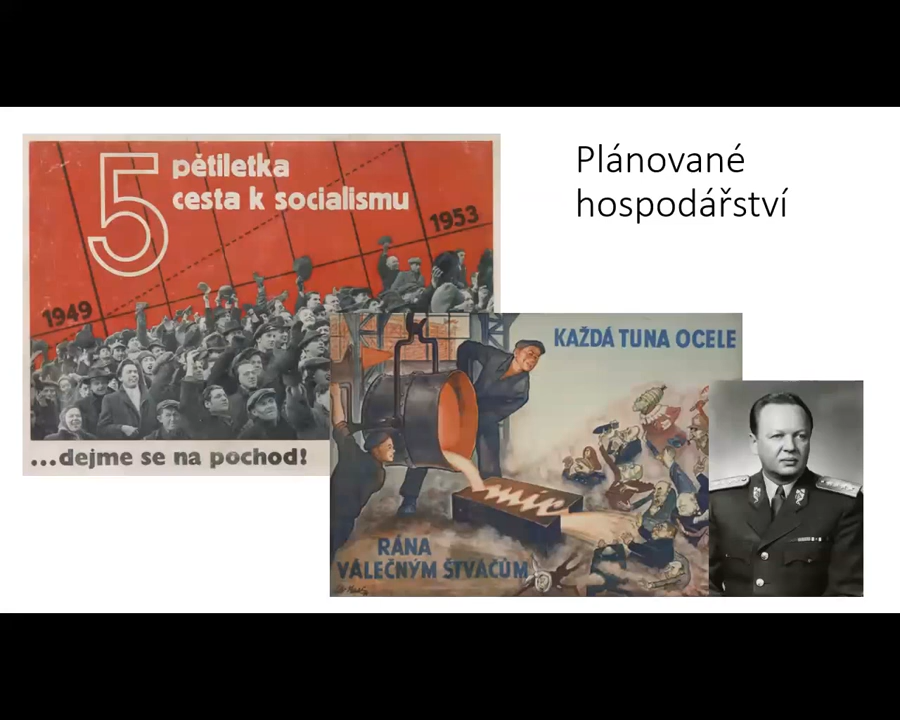 Plánované
hospodářství
5 pětiletka
cesta k socialismu
1949
1953
...dejme se na pochod!
KAŽDÁ TUNA OCELE
mír
RÁNA
VÁLEČNÝM ŠTVÁČŮM